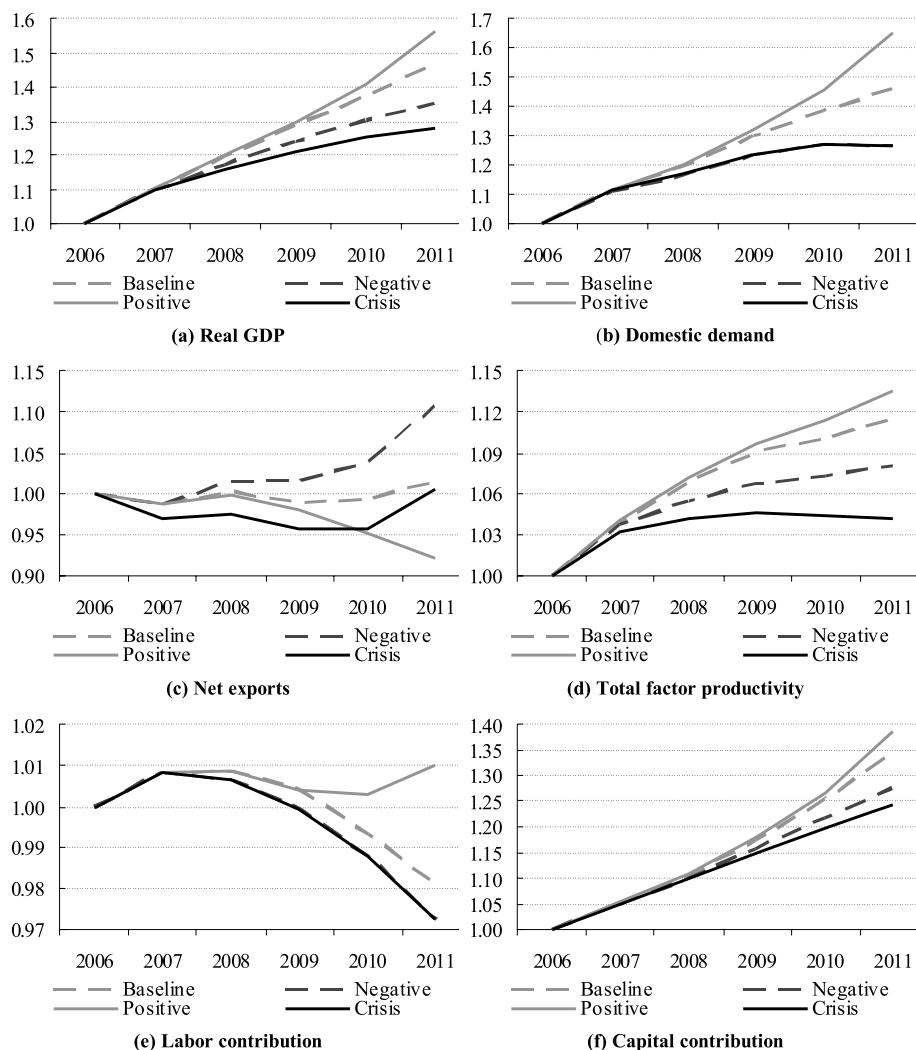 1.6
1.5
1.4
1.3
1.2
1.1
1.0
2006 2007 2008 2009 2010 2011
Baseline Negative
Positive Crisis
(a) Real GDP
1.7
1.6
1.5
1.4
1.3
1.2
1.1
1.0
2006 2007 2008 2009 2010 2011
Baseline Negative
Positive Crisis
(b) Domestic demand
1.15
1.10
1.05
1.00
0.95
0.90
2006 2007 2008 2009 2010 2011
Baseline Negative
Positive Crisis
(c) Net exports
1.15
1.12
1.09
1.06
1.03
1.00
2006 2007 2008 2009 2010 2011
Baseline Negative
Positive Crisis
(d) Total factor productivity
1.02
1.01
1.00
0.99
0.98
0.97
2006 2007 2008 2009 2010 2011
Baseline Negative
Positive Crisis
(e) Labor contribution
1.40
1.35
1.30
1.25
1.20
1.15
1.10
1.05
1.00
2006 2007 2008 2009 2010 2011
Baseline Negative
Positive Crisis
(f) Capital contribution